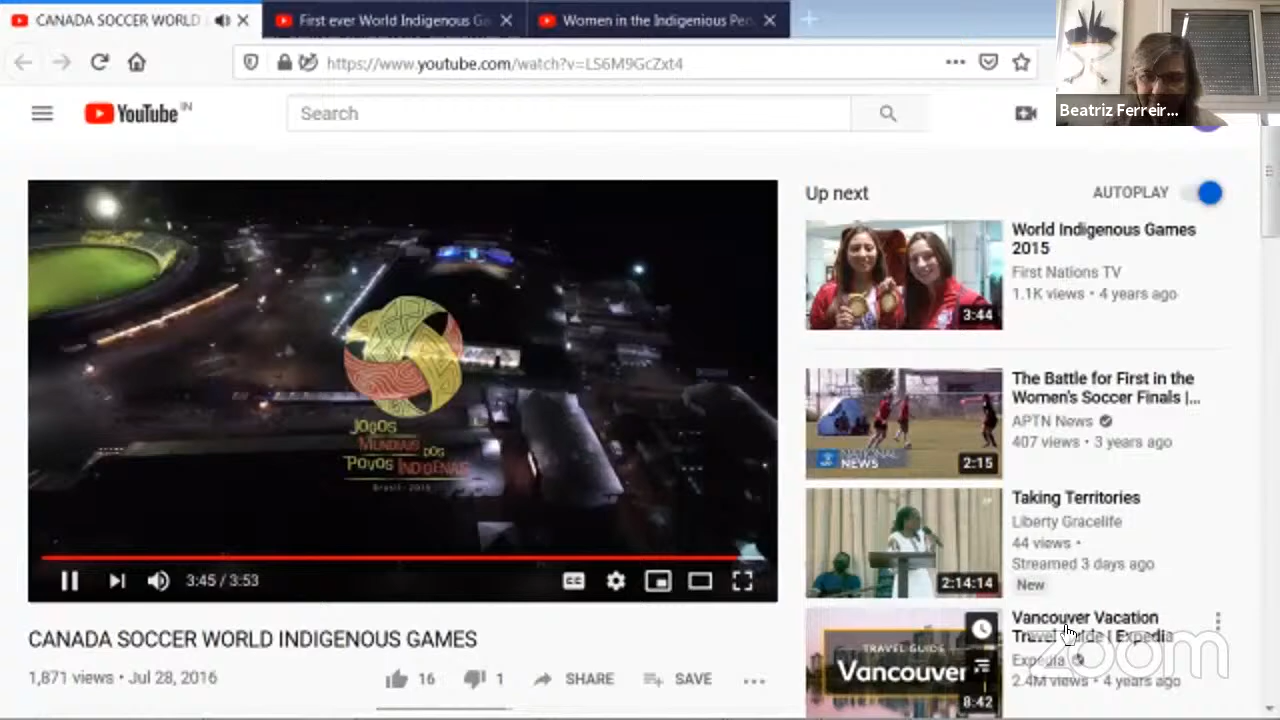 CANADA SOCCER WORLD
First ever World Indigenous Ga
Women in the Indigenious Peo
https://www.youtube.com/watch?v=LS6M9GcZxt4
Beatriz Ferreir...
YouTube IN
Search
Up next
AUTOPLAY
World Indigenous Games
2015
First Nations TV
1.1K views • 4 years ago
3:44
The Battle for First in the
Women's Soccer Finals |...
APTN News
407 views • 3 years ago
NATIONAL
NEWS
2:15
Taking Territories
Liberty Gracelife
44 views •
Streamed 3 days ago
New
2:14:14
Vancouver Vacation
Travel Guide | Expedia
Expedia
2.4M views • 4 years ago
TRAVEL GUIDE
Vancouver
8:42
JOGOS
MUNDIAIS DOS
POVOS INDÍGENAS
Brasil - 2015
3:45 / 3:53
CC
CANADA SOCCER WORLD INDIGENOUS GAMES
1,871 views • Jul 28, 2016
16
1
SHARE
SAVE
zoom